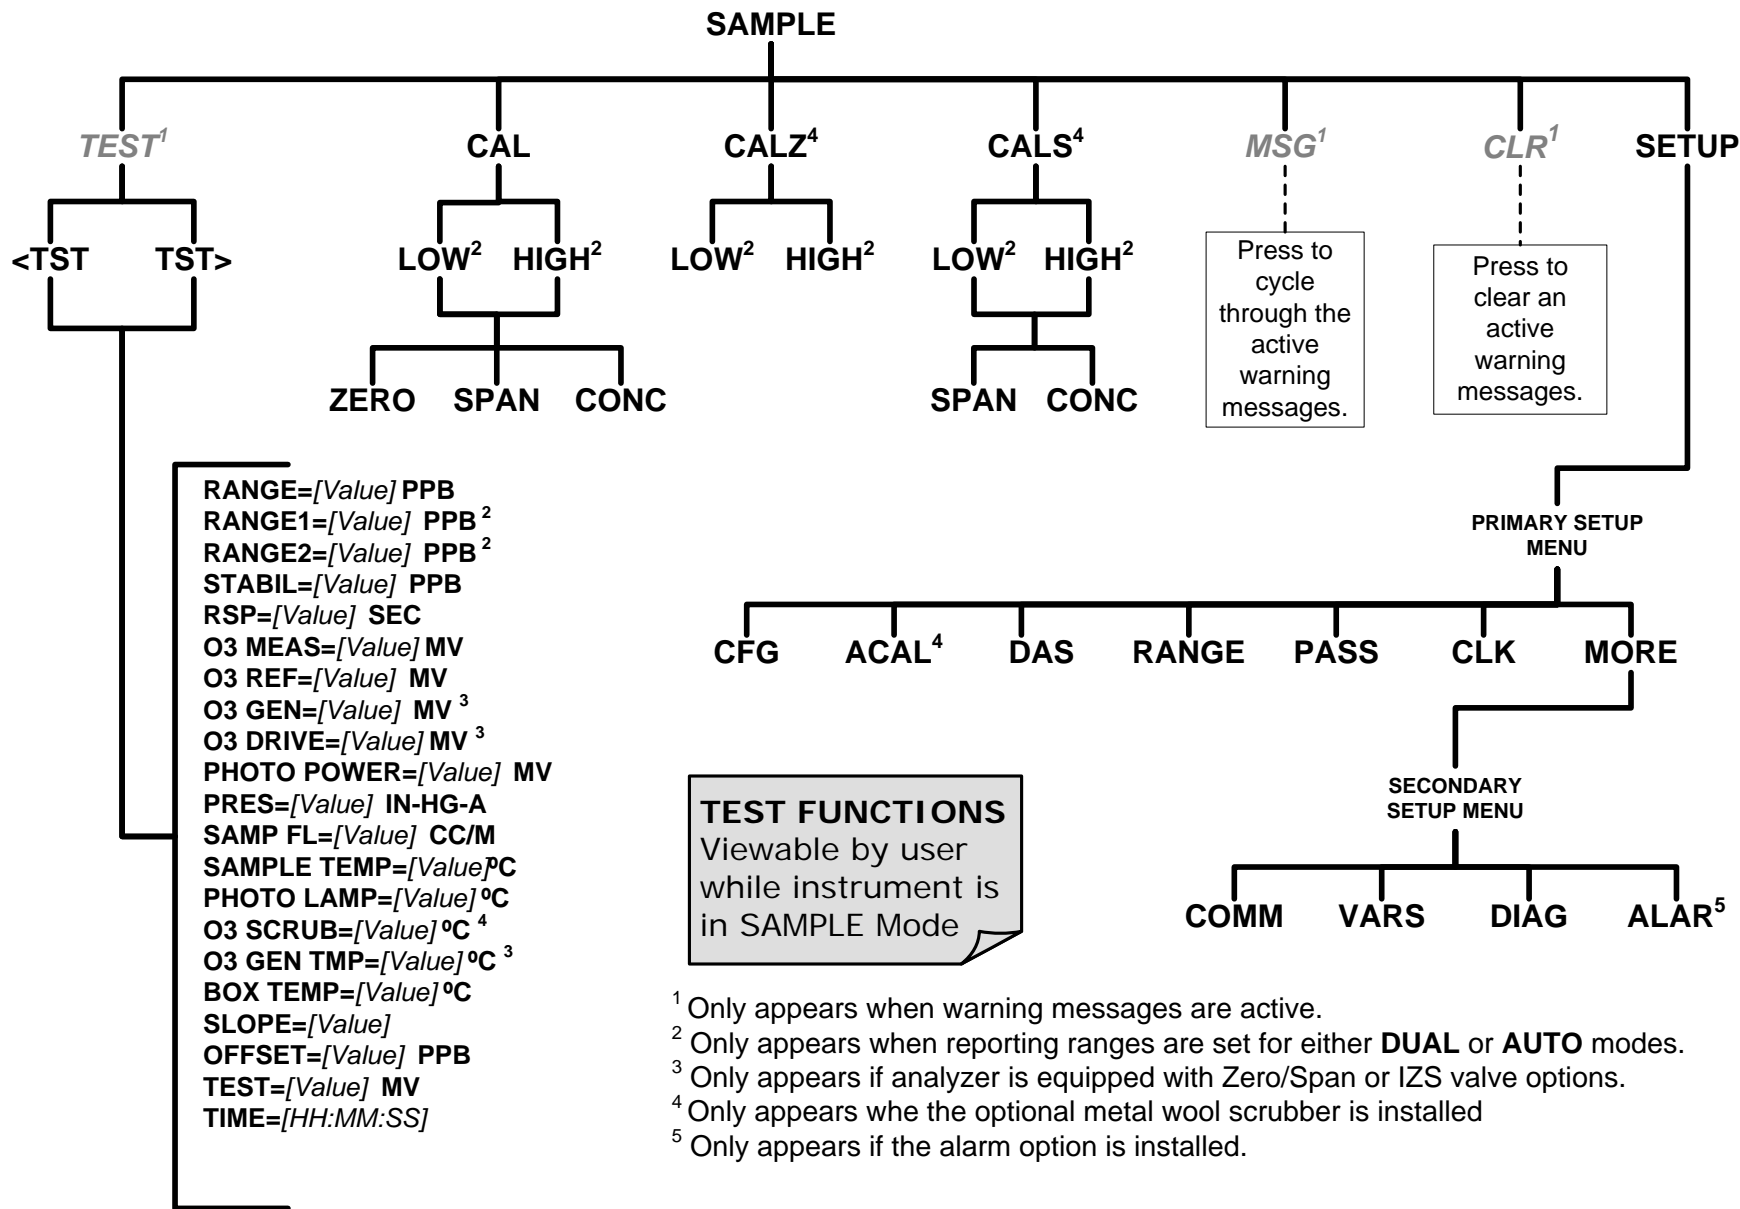 SAMPLE
TEST¹ CAL CALZ⁴ CALS⁴ MSG¹ CLR¹ SETUP
<TST TST> LOW² HIGH² LOW² HIGH² LOW² HIGH²
Press to
cycle
through the
active
warning
messages.
Press to
clear an
active
warning
messages.
ZERO SPAN CONC SPAN CONC
RANGE=[Value] PPB
RANGE1=[Value] PPB ²
RANGE2=[Value] PPB ²
STABIL=[Value] PPB
RSP=[Value] SEC
O3 MEAS=[Value] MV
O3 REF=[Value] MV
O3 GEN=[Value] MV ³
O3 DRIVE=[Value] MV ³
PHOTO POWER=[Value] MV
PRES=[Value] IN-HG-A
SAMP FL=[Value] CC/M
SAMPLE TEMP=[Value]ºC
PHOTO LAMP=[Value] ºC
O3 SCRUB=[Value] ºC ⁴
O3 GEN TMP=[Value] ºC ³
BOX TEMP=[Value] ºC
SLOPE=[Value]
OFFSET=[Value] PPB
TEST=[Value] MV
TIME=[HH:MM:SS]
PRIMARY SETUP
MENU
CFG ACAL⁴ DAS RANGE PASS CLK MORE
SECONDARY
SETUP MENU
COMM VARS DIAG ALAR⁵
TEST FUNCTIONS
Viewable by user
while instrument is
in SAMPLE Mode
¹ Only appears when warning messages are active.
² Only appears when reporting ranges are set for either DUAL or AUTO modes.
³ Only appears if analyzer is equipped with Zero/Span or IZS valve options.
⁴ Only appears whe the optional metal wool scrubber is installed
⁵ Only appears if the alarm option is installed.